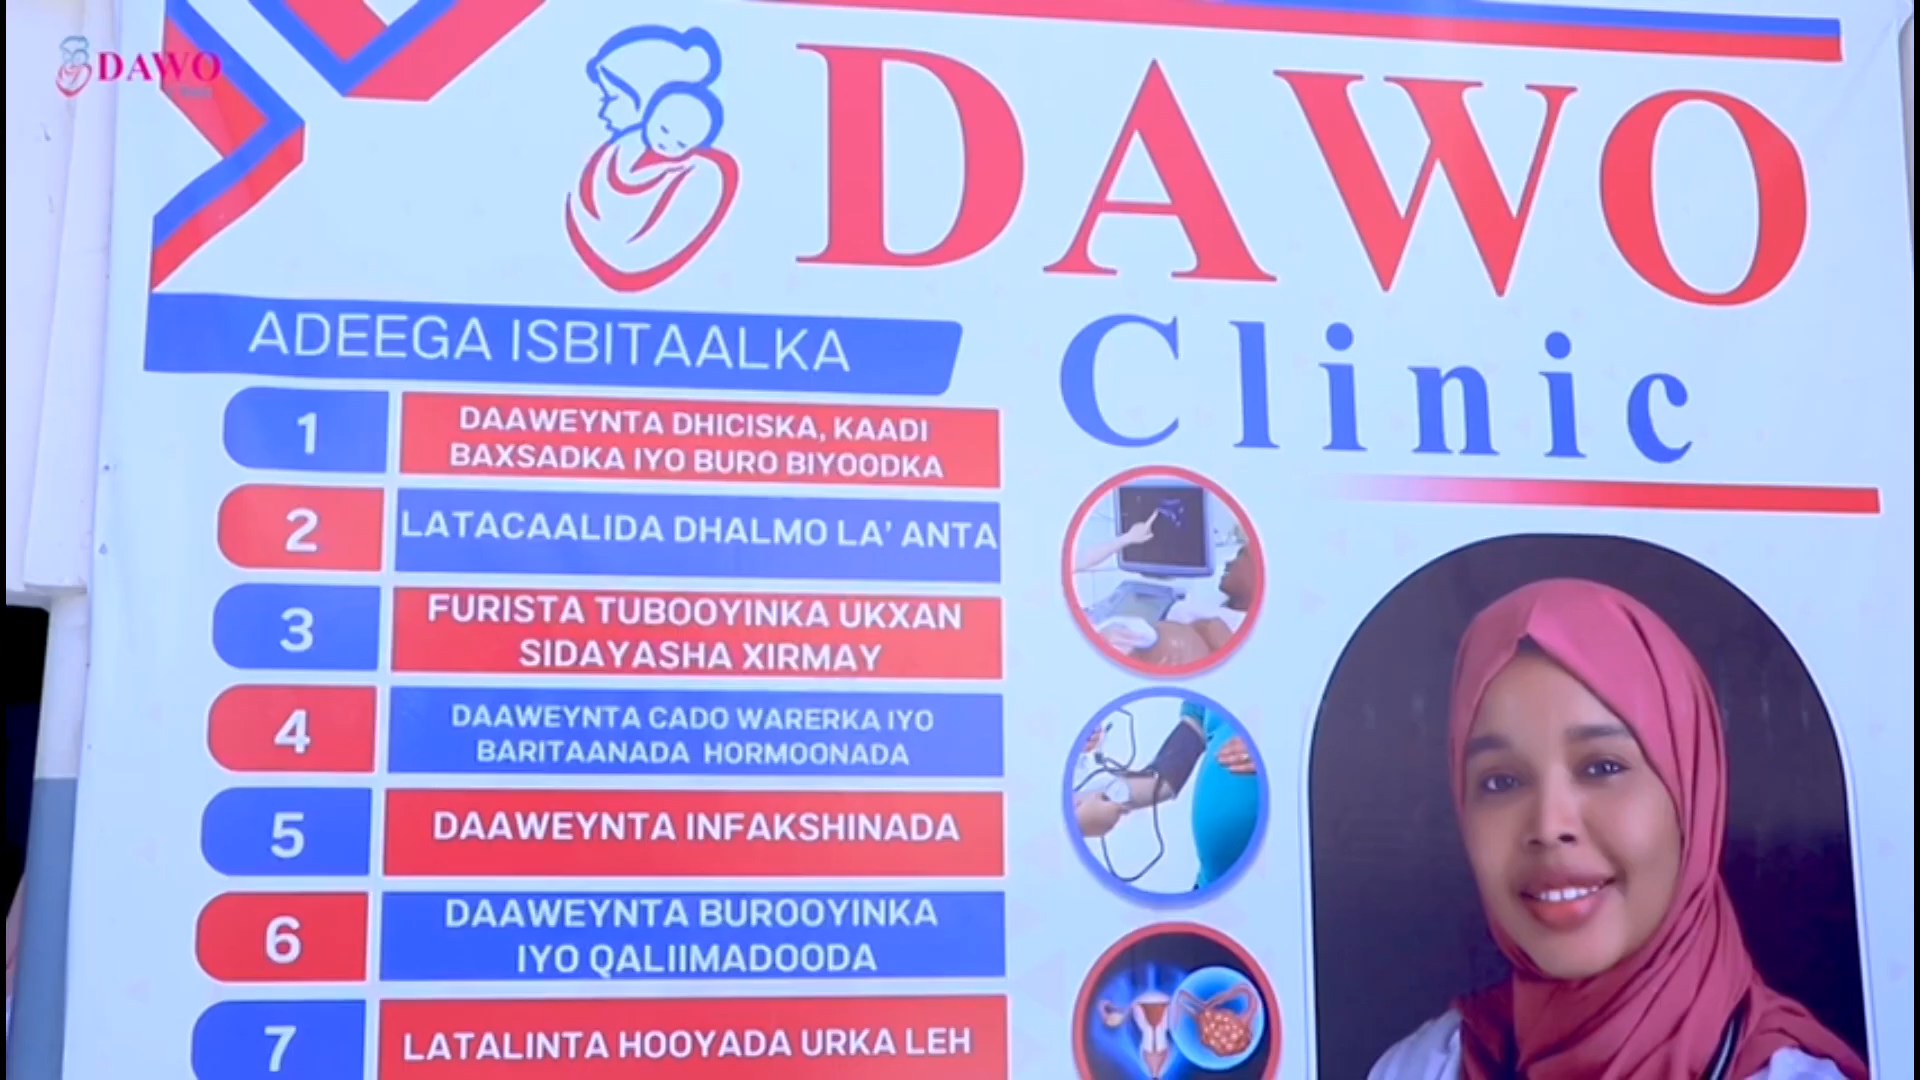 DAWO
DAWO
Clinic
ADEEGA ISBITAALKA
1
DAAWEYNTA DHICISKA, KAADI
BAXSADKA IYO BURO BIYOODKA
2
LATACAALIDA DHALMO LA' ANTA
3
FURISTA TUBOOYINKA UKXAN
SIDAYASHA XIRMAY
4
DAAWEYNTA CADO WARERKA IYO
BARITAANADA HORMOONADA
5
DAAWEYNTA INFAKSHINADA
6
DAAWEYNTA BUROOYINKA
IYO QALIIMADOODA
7
LATALINTA HOOYADA URKA LEH